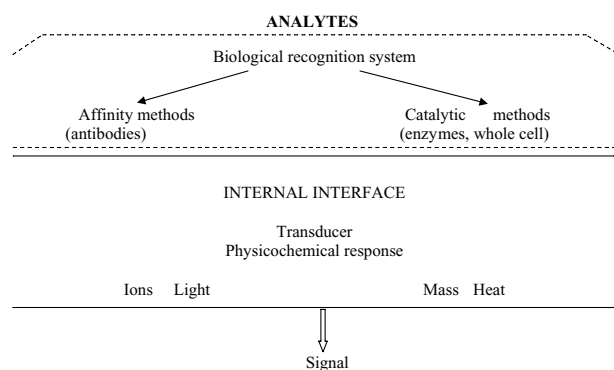 ANALYTES
Biological recognition system
Affinity methods
(antibodies)
Catalytic methods
(enzymes, whole cell)
INTERNAL INTERFACE
Transducer
Physicochemical response
Ions Light Mass Heat
Signal